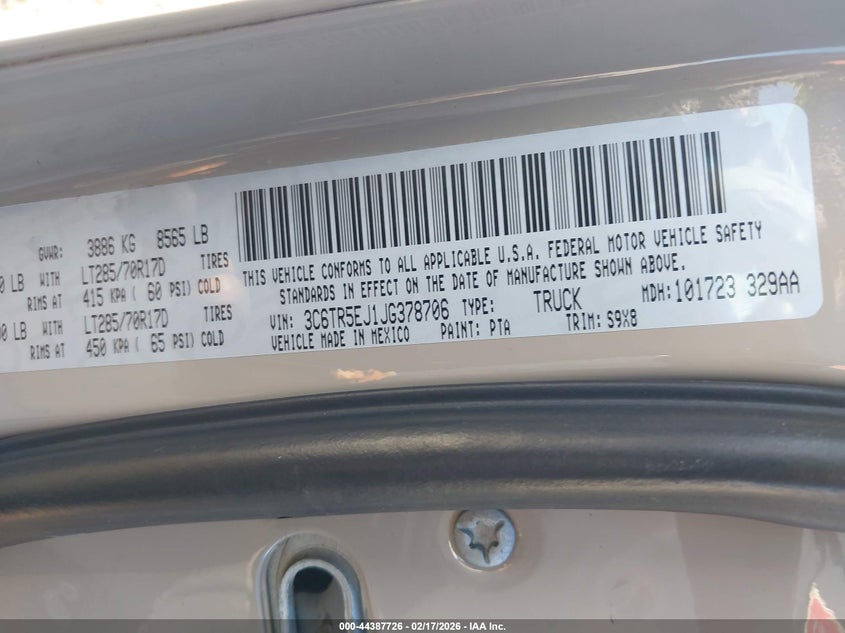 GVWR: 3886 KG 8565 LB
0 LB WITH LT285/70R17D TIRES
RIMS AT 415 KPA ( 60 PSI) COLD
00 LB WITH LT285/70R17D TIRES
RIMS AT 450 KPA ( 65 PSI) COLD
THIS VEHICLE CONFORMS TO ALL APPLICABLE U.S.A. FEDERAL MOTOR VEHICLE SAFETY
STANDARDS IN EFFECT ON THE DATE OF MANUFACTURE SHOWN ABOVE.
VIN: 3C6TR5EJ1JG378706 TYPE: TRUCK MDH: 101723 329AA
VEHICLE MADE IN MEXICO PAINT: PTA TRIM: S9X8
000-44387726 - 02/17/2026 - IAA Inc.